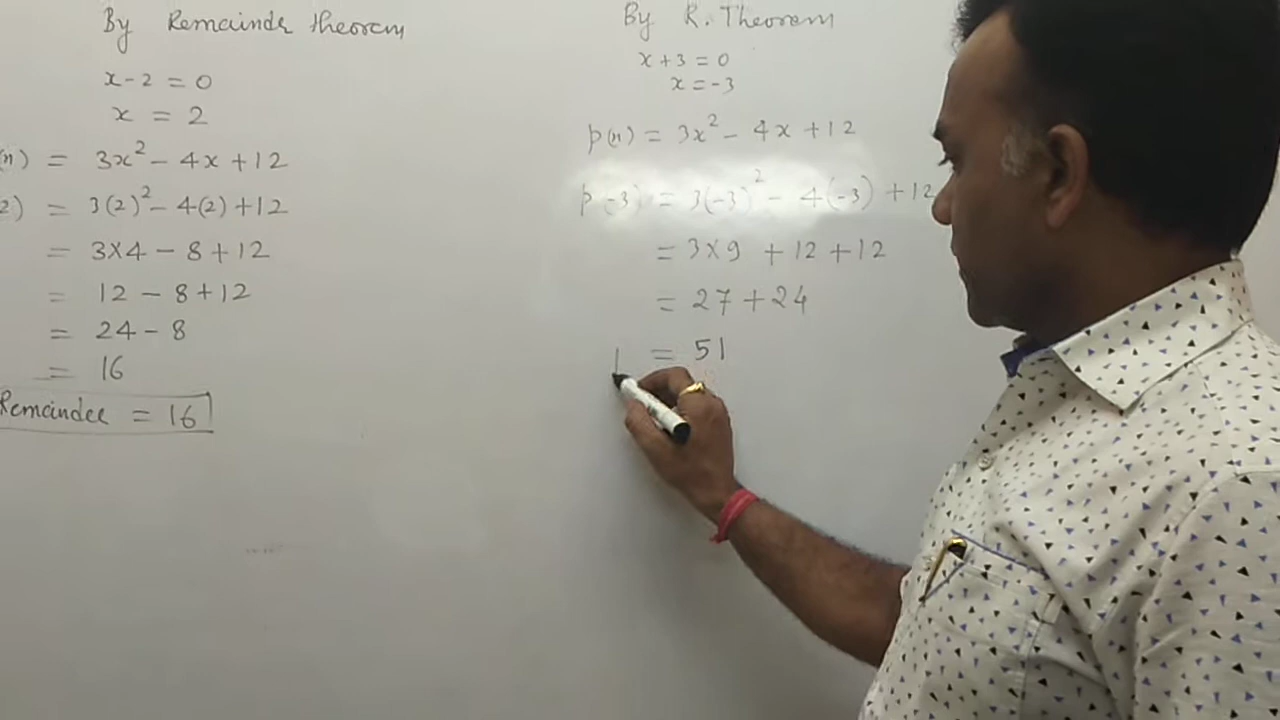 By Remainde theorem
x-2 = 0
x = 2
(n) = 3x² - 4x + 12
2) = 3(2)² - 4(2) + 12
= 3×4 - 8 + 12
= 12 - 8 + 12
= 24 - 8
= 16
Remainder = 16
By R. Theorem
x + 3 = 0
x = -3
p(n) = 3x² - 4x + 12
p(-3) = 3(-3)² - 4(-3) + 12
= 3×9 + 12 + 12
= 27 + 24
= 51